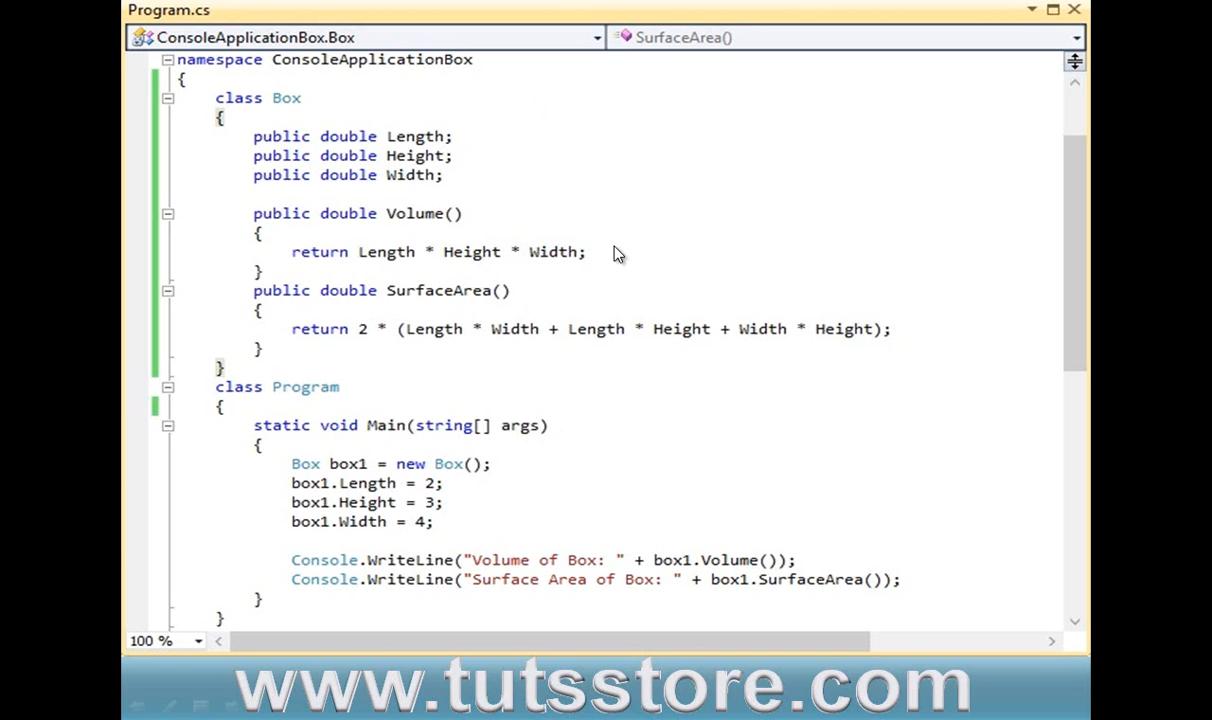 Program.cs
ConsoleApplicationBox.Box SurfaceArea()
namespace ConsoleApplicationBox
{
class Box
{
public double Length;
public double Height;
public double Width;
public double Volume()
{
return Length * Height * Width;
}
public double SurfaceArea()
{
return 2 * (Length * Width + Length * Height + Width * Height);
}
}
class Program
{
static void Main(string[] args)
{
Box box1 = new Box();
box1.Length = 2;
box1.Height = 3;
box1.Width = 4;
Console.WriteLine("Volume of Box: " + box1.Volume());
Console.WriteLine("Surface Area of Box: " + box1.SurfaceArea());
}
}
100 %
www.tutsstore.com